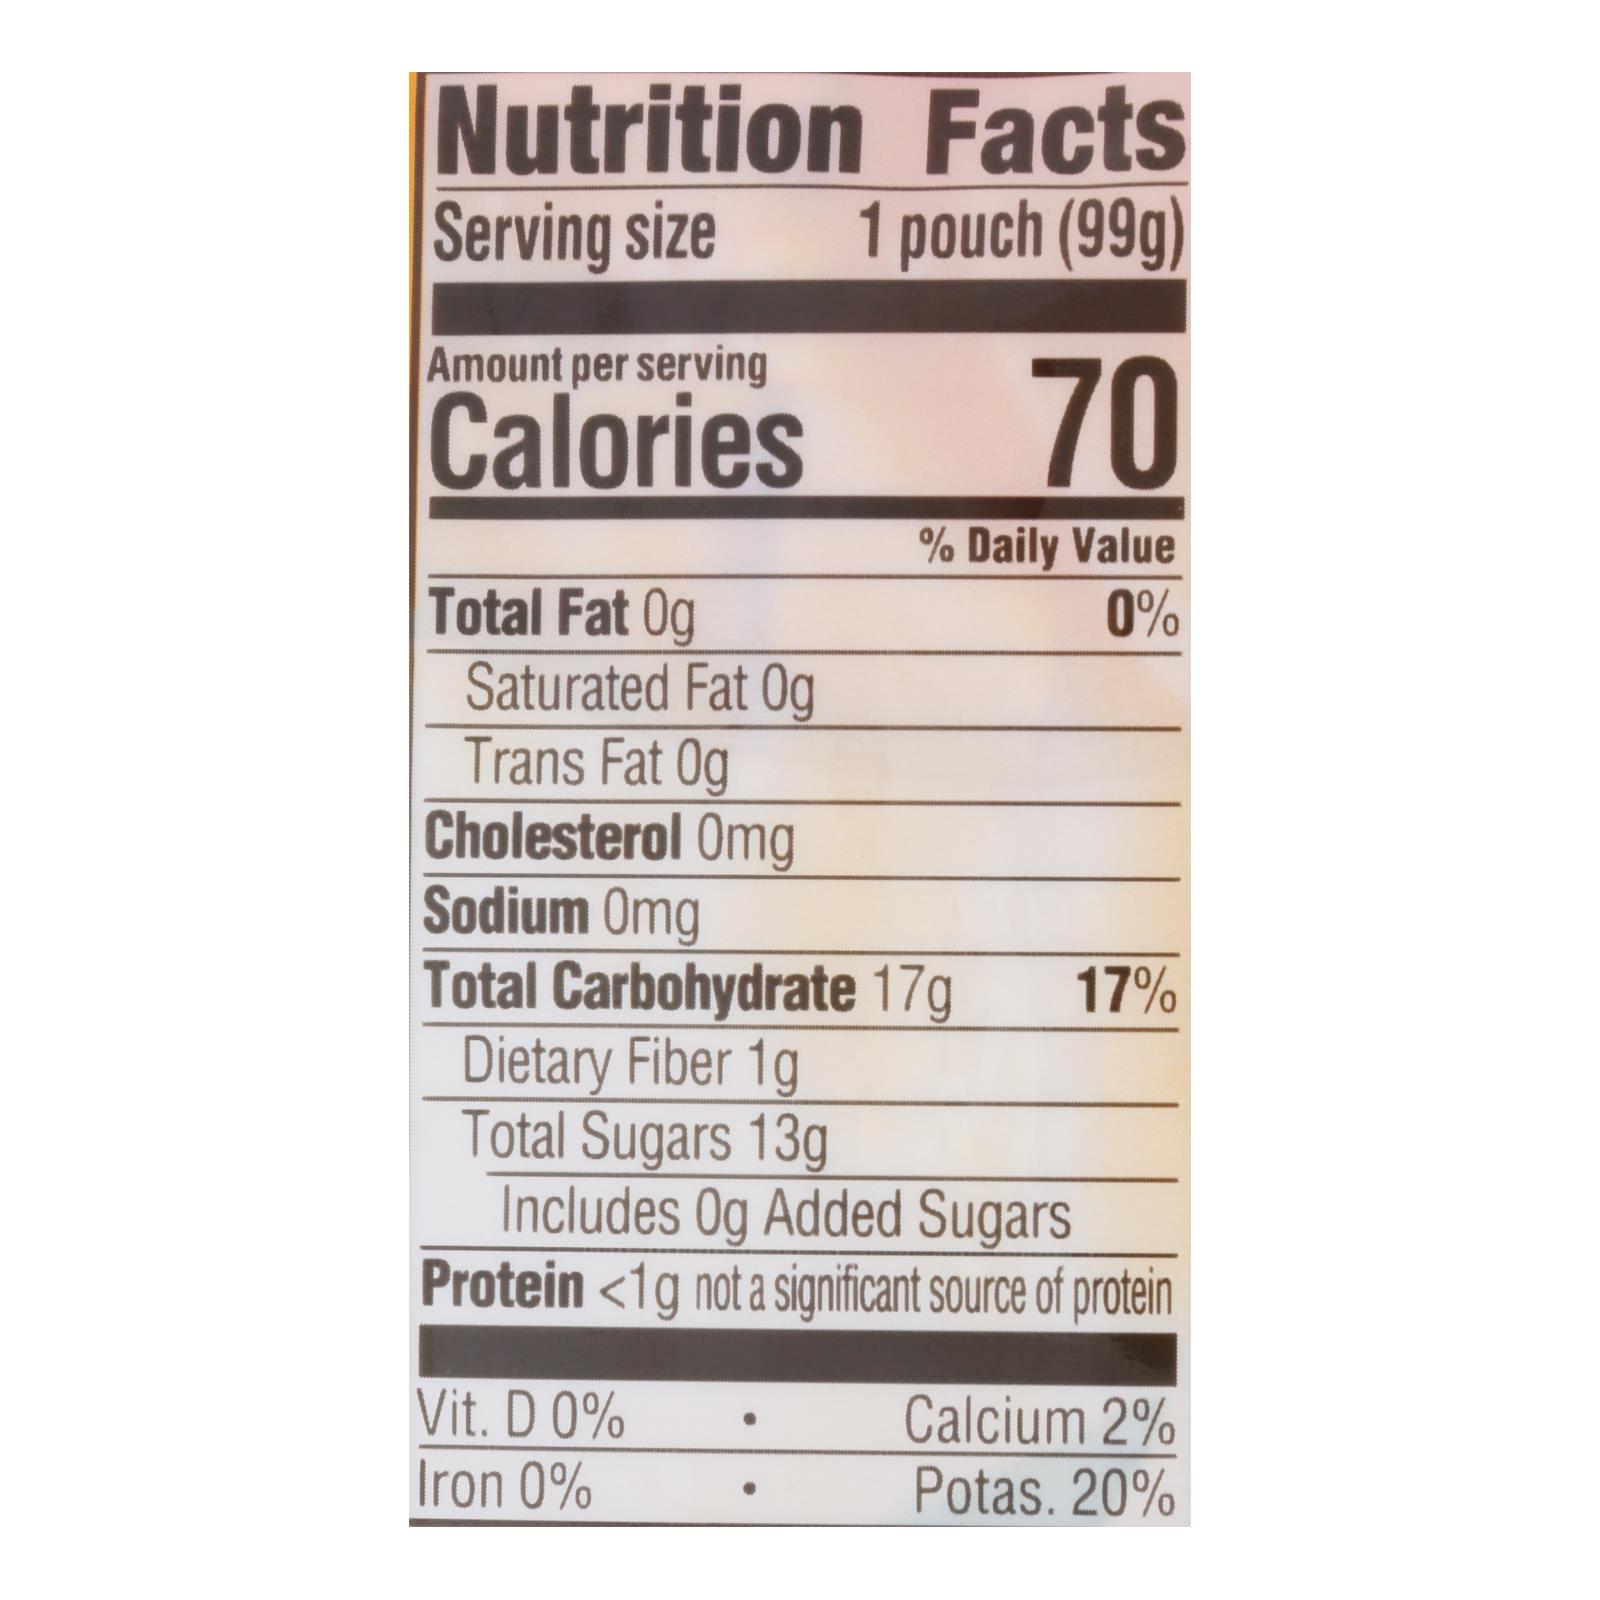 Nutrition Facts
Serving size 1 pouch (99g)
Amount per serving
Calories 70
% Daily Value
Total Fat 0g 0%
Saturated Fat 0g
Trans Fat 0g
Cholesterol 0mg
Sodium 0mg
Total Carbohydrate 17g 17%
Dietary Fiber 1g
Total Sugars 13g
Includes 0g Added Sugars
Protein <1g not a significant source of protein
Vit. D 0% • Calcium 2%
Iron 0% • Potas. 20%